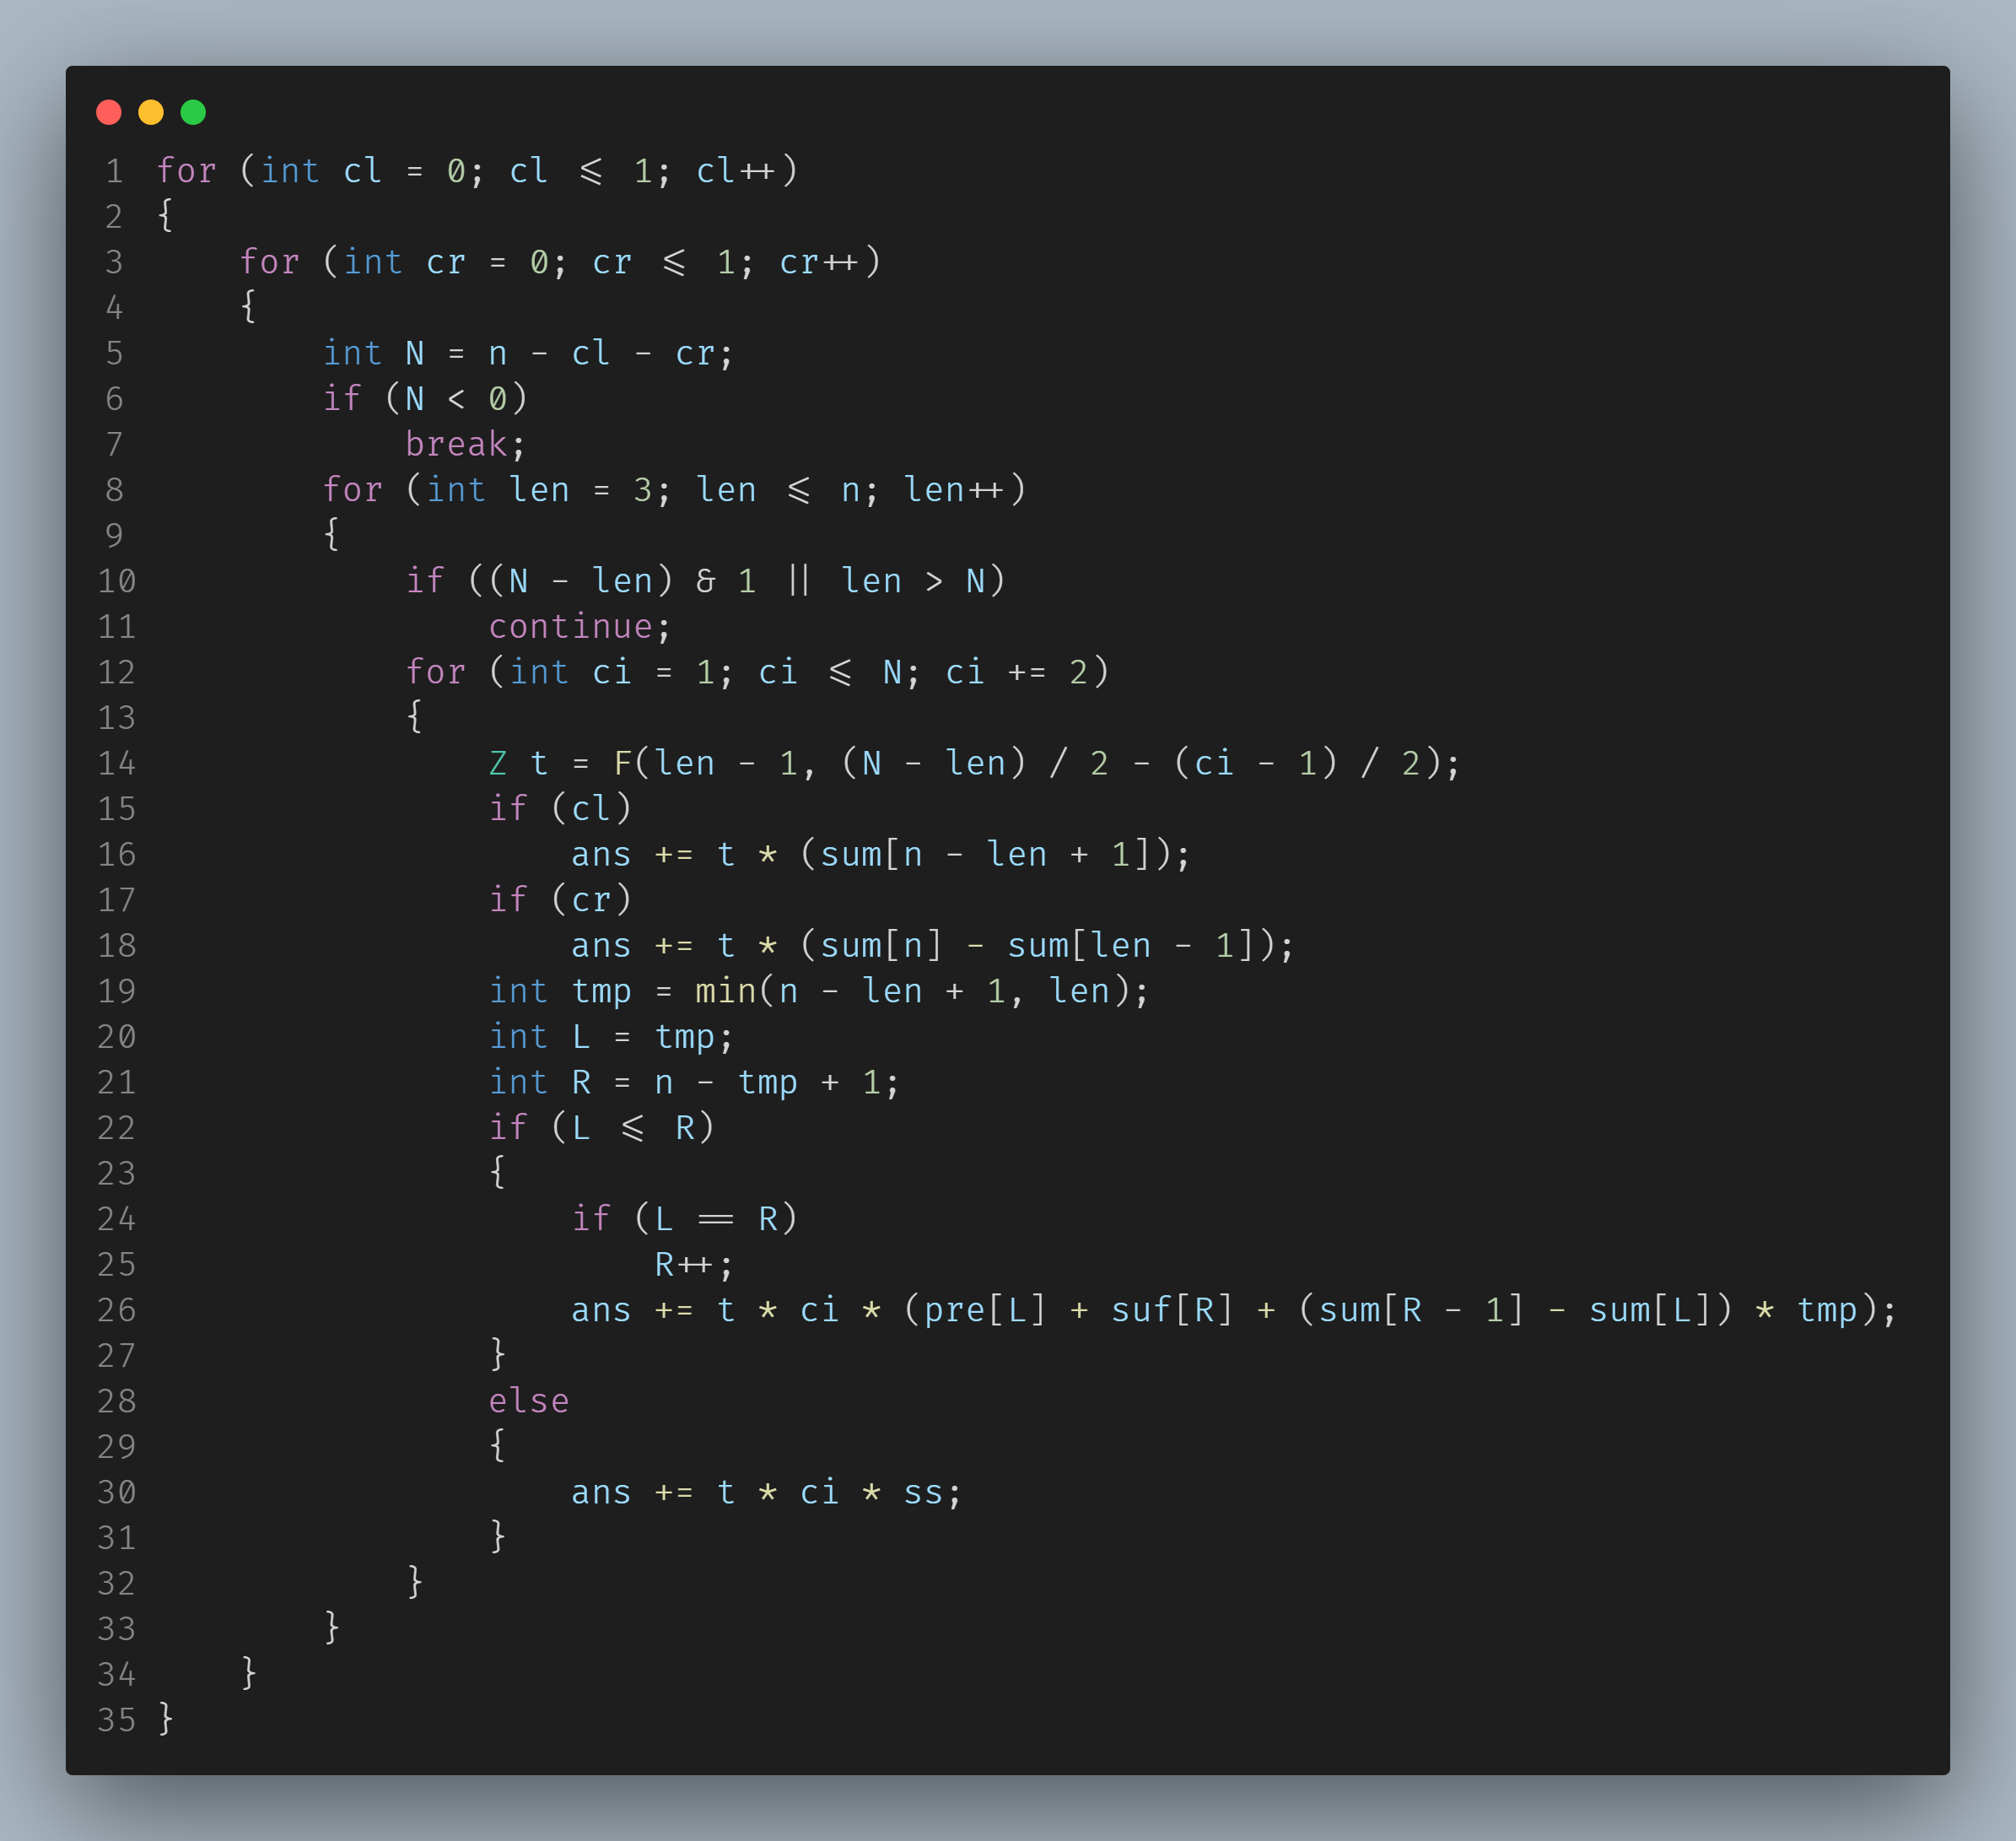 1 for (int cl = 0; cl <= 1; cl++)
2 {
3     for (int cr = 0; cr <= 1; cr++)
4     {
5         int N = n - cl - cr;
6         if (N < 0)
7             break;
8         for (int len = 3; len <= n; len++)
9         {
10             if ((N - len) & 1 || len > N)
11                 continue;
12             for (int ci = 1; ci <= N; ci += 2)
13             {
14                 Z t = F(len - 1, (N - len) / 2 - (ci - 1) / 2);
15                 if (cl)
16                     ans += t * (sum[n - len + 1]);
17                 if (cr)
18                     ans += t * (sum[n] - sum[len - 1]);
19                 int tmp = min(n - len + 1, len);
20                 int L = tmp;
21                 int R = n - tmp + 1;
22                 if (L <= R)
23                 {
24                     if (L == R)
25                         R++;
26                     ans += t * ci * (pre[L] + suf[R] + (sum[R - 1] - sum[L]) * tmp);
27                 }
28                 else
29                 {
30                     ans += t * ci * ss;
31                 }
32             }
33         }
34     }
35 }